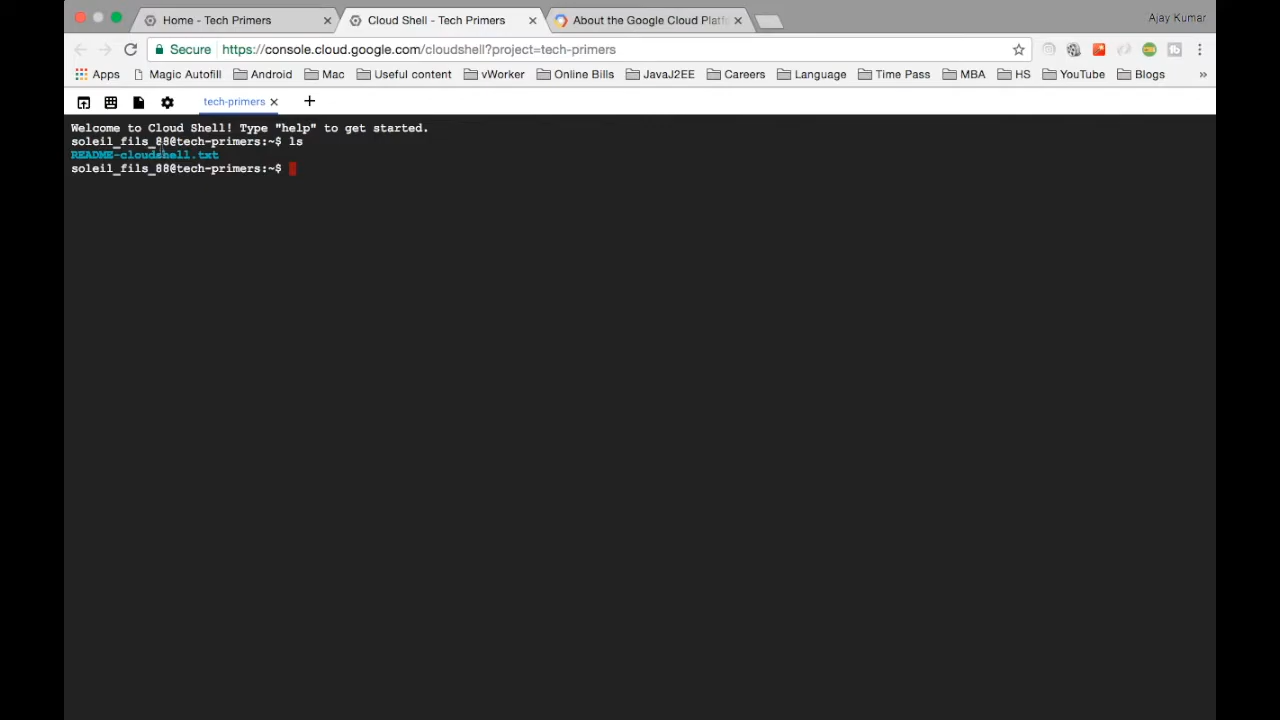 Ajay Kumar
Home - Tech Primers
Cloud Shell - Tech Primers
About the Google Cloud Platf
Secure
https://console.cloud.google.com/cloudshell?project=tech-primers
Apps
Magic Autofill
Android
Mac
Useful content
vWorker
Online Bills
JavaJ2EE
Careers
Language
Time Pass
MBA
HS
YouTube
Blogs
»
tech-primers
Welcome to Cloud Shell! Type "help" to get started.
soleil_fils_88@tech-primers:~$ ls
README-cloudshell.txt
soleil_fils_88@tech-primers:~$